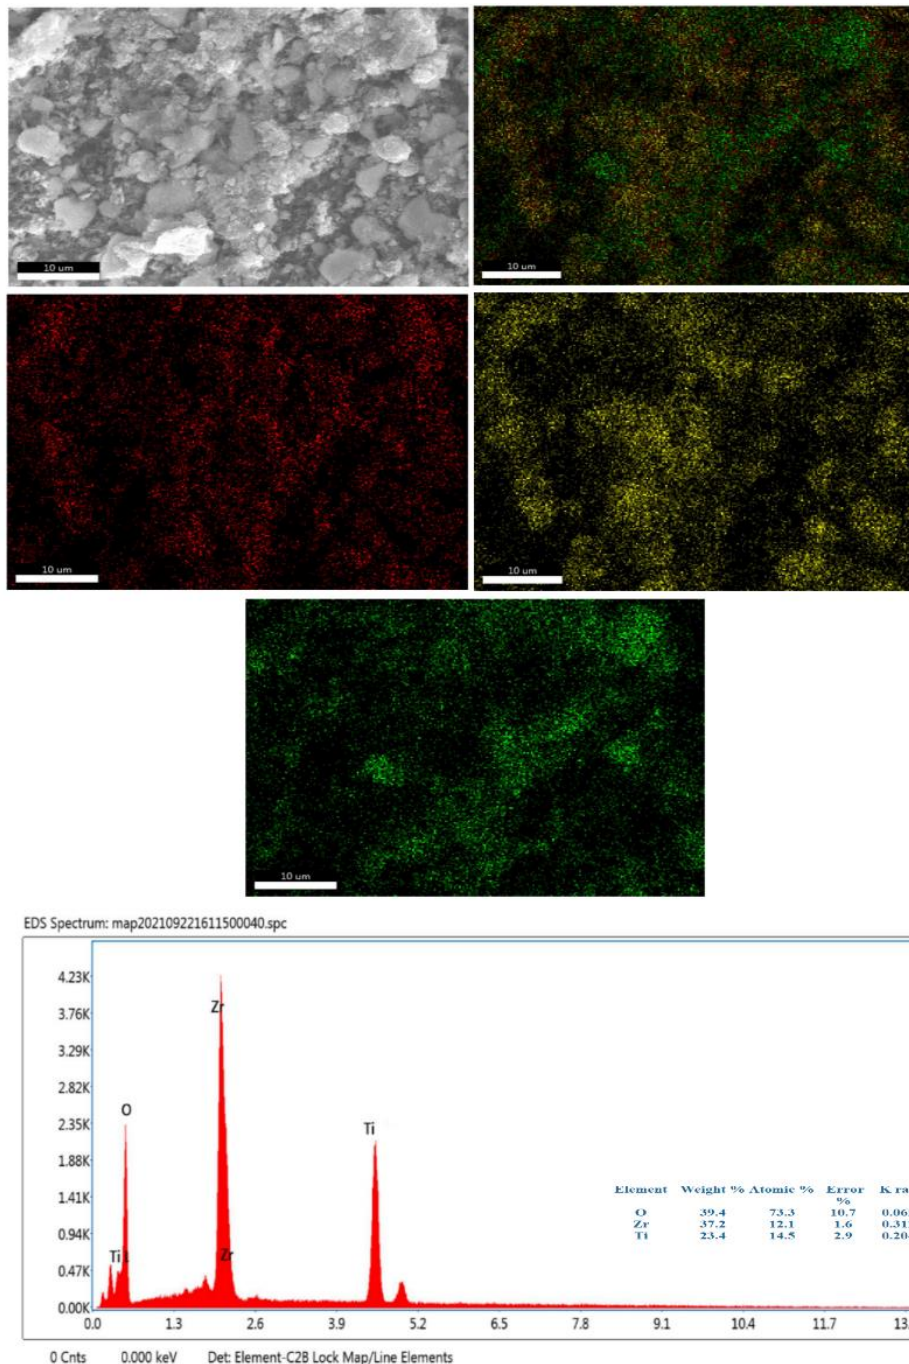 10 um
10 um
10 um
10 um
10 um
EDS Spectrum: map202109221611500040.spc
4.23K
3.76K
3.29K
2.82K
2.35K
1.88K
1.41K
0.94K
0.47K
0.00K
Zr
O
Ti
Ti
Zr
Element Weight % Atomic % Error % K ra
O 39.4 73.3 10.7
Zr 37.2 12.1 1.6
Ti 23.4 14.5 2.9
0.0 1.3 2.6 3.9 5.2 6.5 7.8 9.1 10.4 11.7 13.
0 Cnts 0.000 keV Det: Element-C2B Lock Map/Line Elements